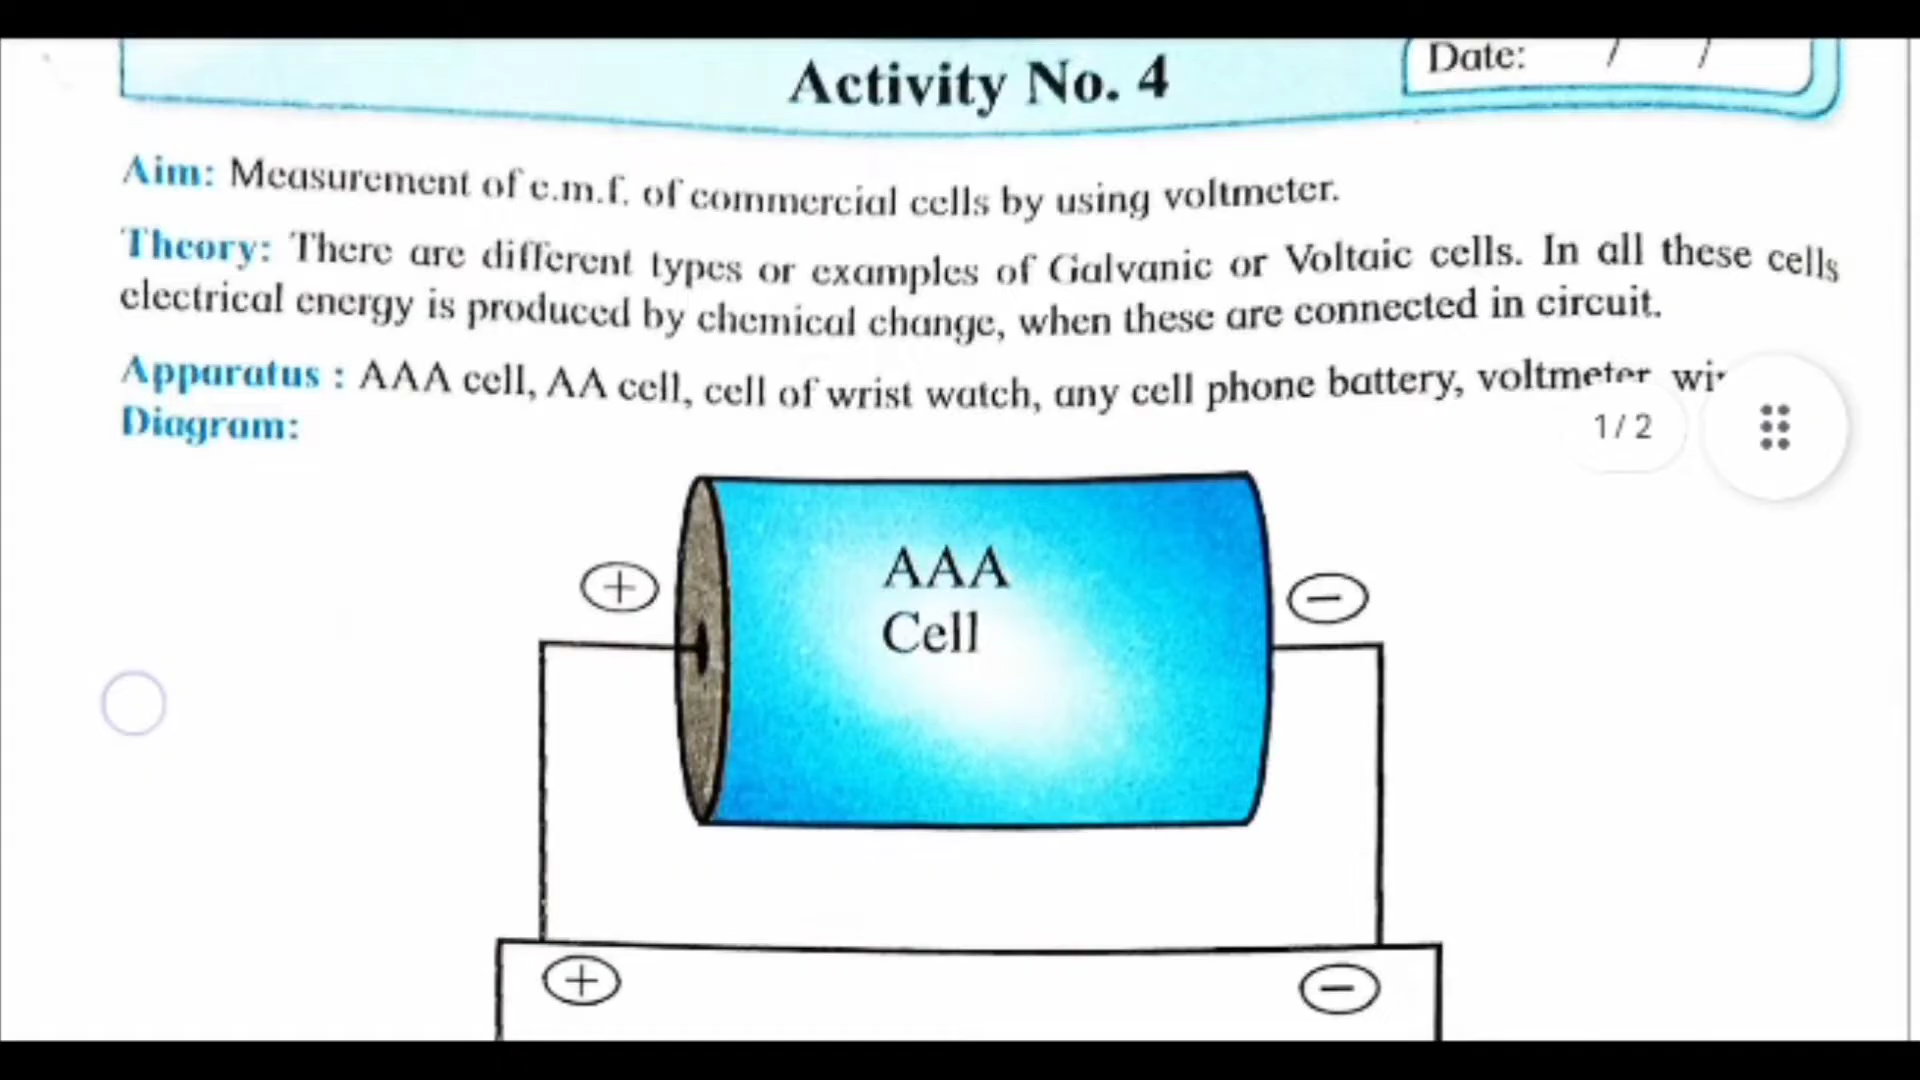 Activity No. 4
Date: / /
Aim: Measurement of e.m.f. of commercial cells by using voltmeter.
Theory: There are different types or examples of Galvanic or Voltaic cells. In all these cells
electrical energy is produced by chemical change, when these are connected in circuit.
Apparatus : AAA cell, AA cell, cell of wrist watch, any cell phone battery, voltmeter
Diagram:
1 / 2
AAA
Cell
+
−
+
−